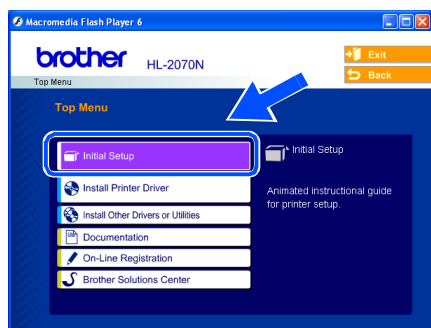 Macromedia Flash Player 6
brother HL-2070N
Exit
Back
Top Menu
Top Menu
Initial Setup
Install Printer Driver
Install Other Drivers or Utilities
Documentation
On-Line Registration
Brother Solutions Center
Initial Setup
Animated instructional guide
for printer setup.